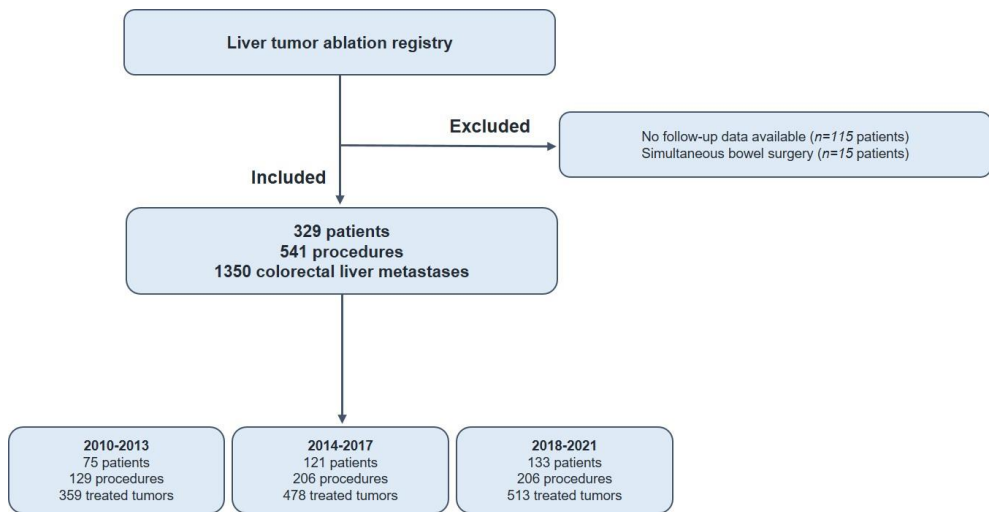 Liver tumor ablation registry
Excluded
No follow-up data available (n=115 patients)
Simultaneous bowel surgery (n=15 patients)
Included
329 patients
541 procedures
1350 colorectal liver metastases
2010-2013
75 patients
129 procedures
359 treated tumors
2014-2017
121 patients
206 procedures
478 treated tumors
2018-2021
133 patients
206 procedures
513 treated tumors